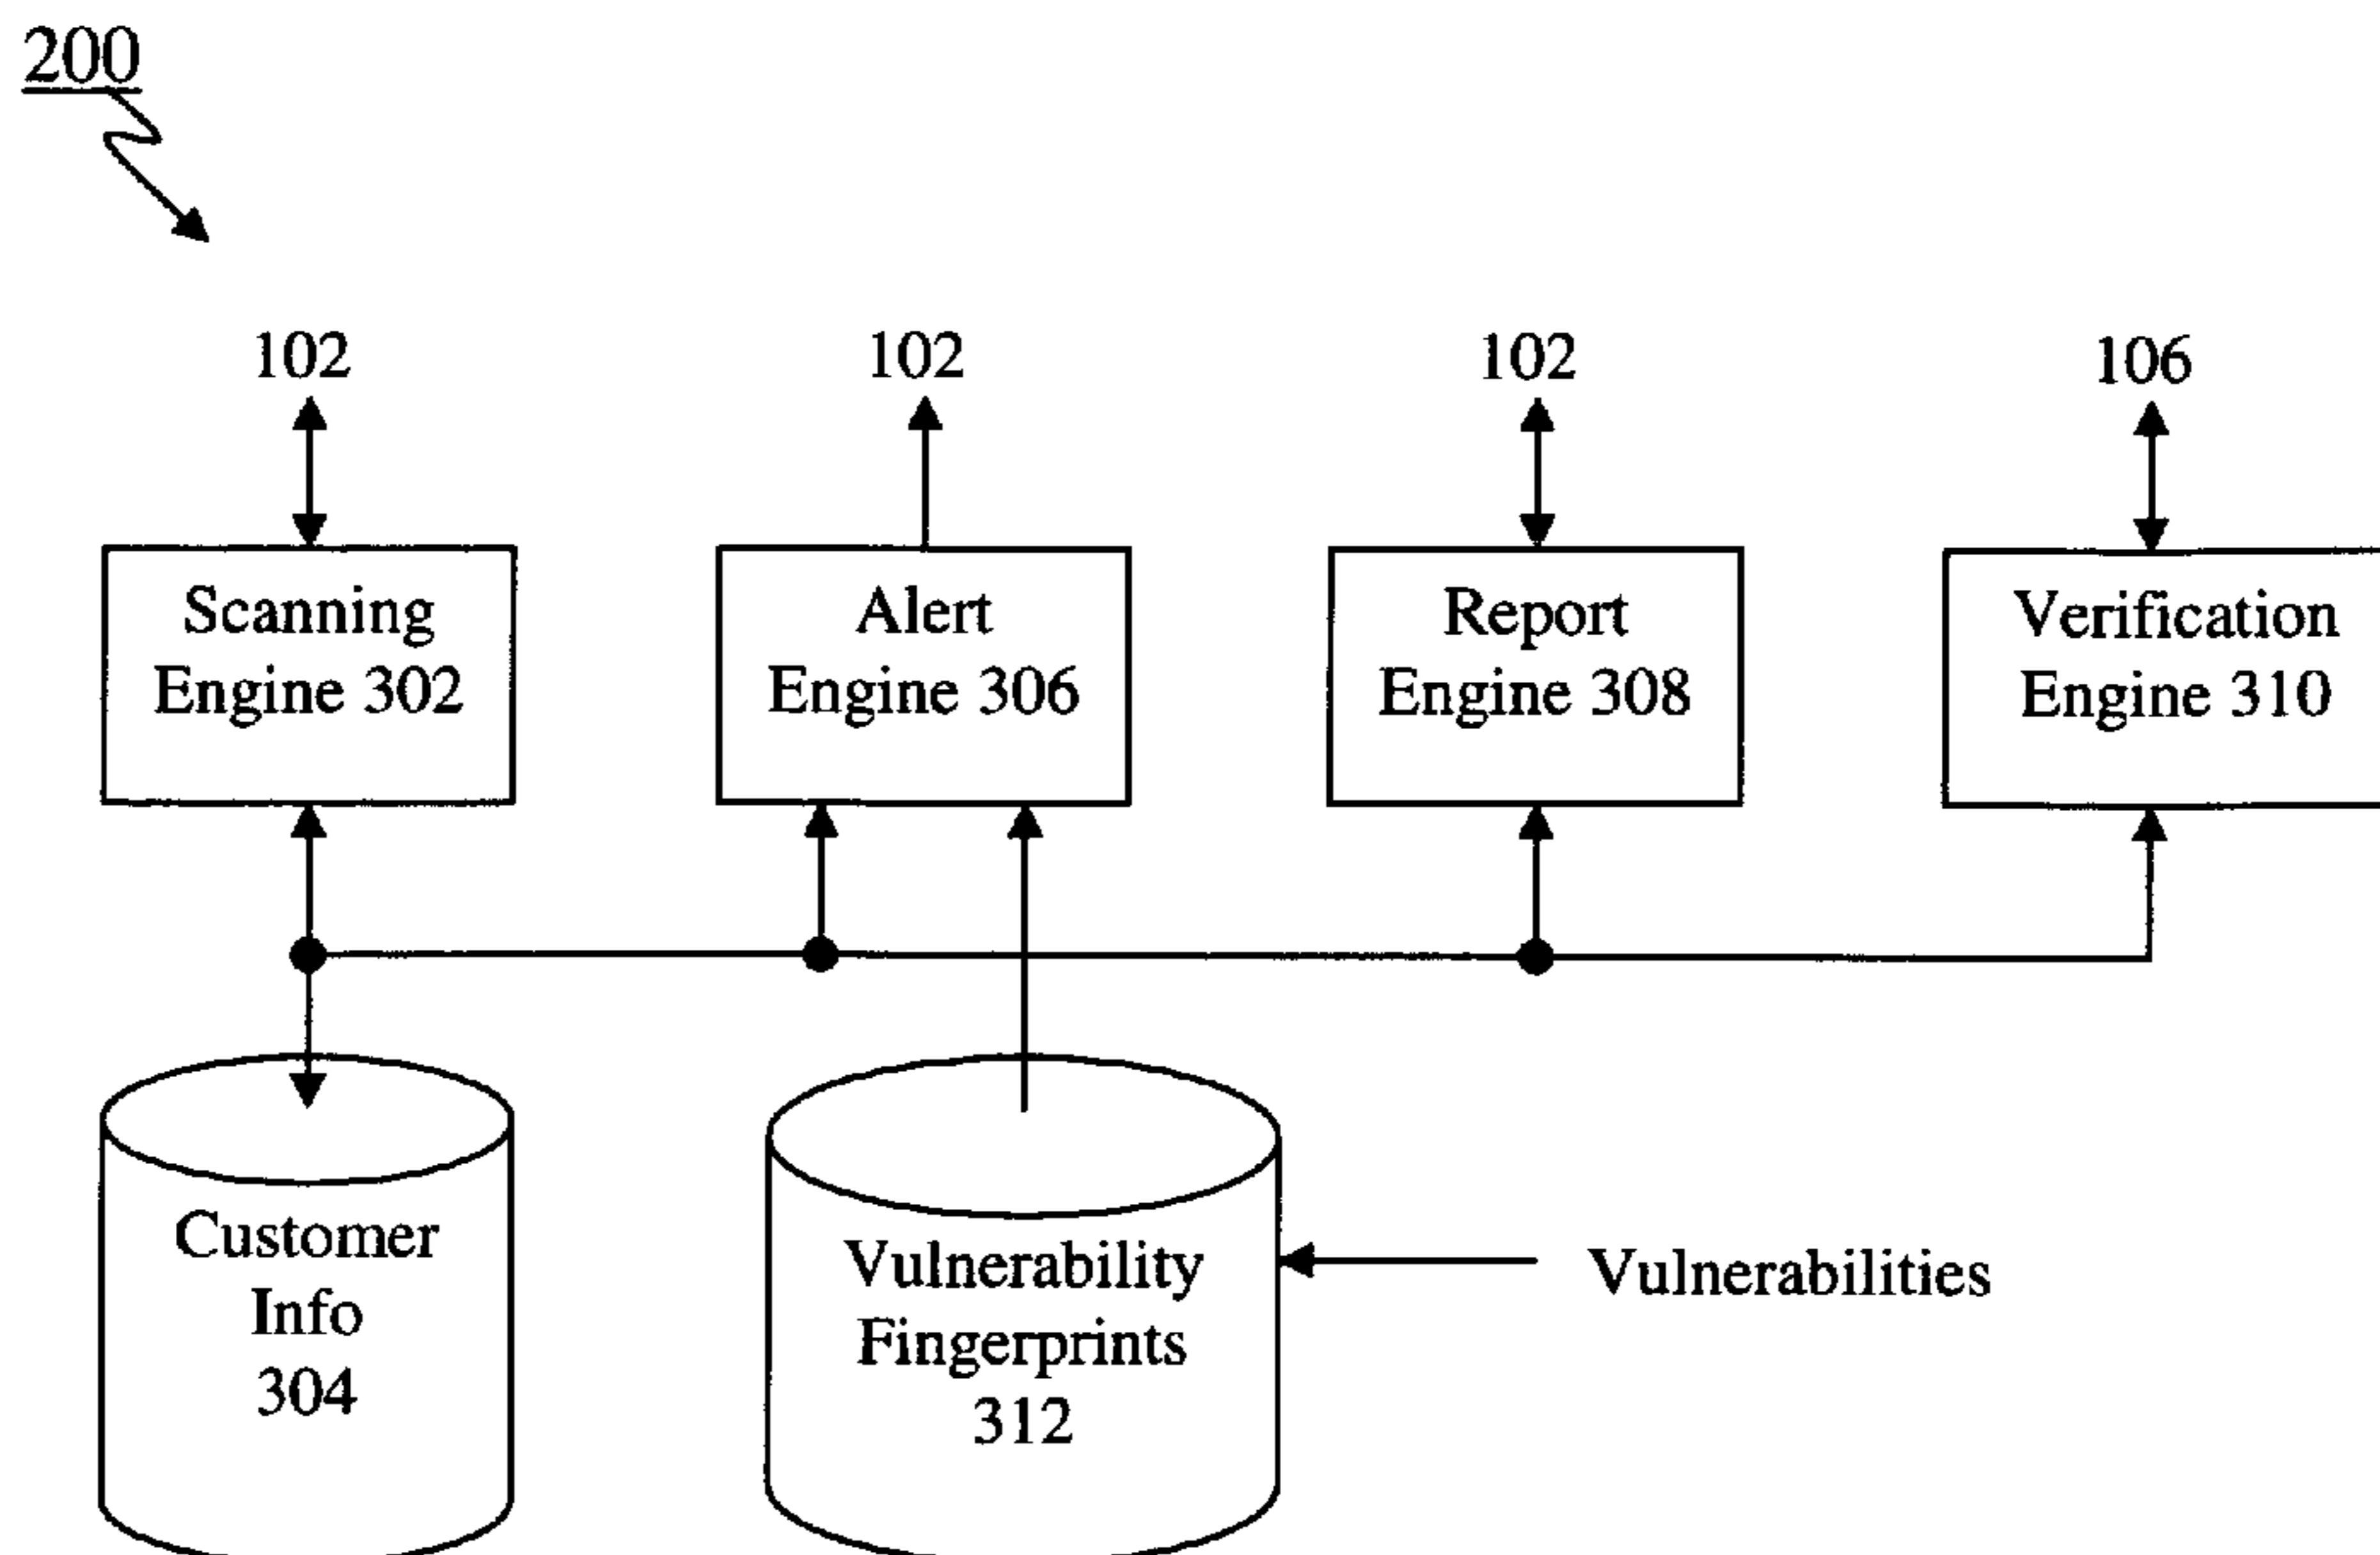 200
102
102
102
106
Scanning
Engine 302
Alert
Engine 306
Report
Engine 308
Verification
Engine 310
Customer
Info
304
Vulnerability
Fingerprints
312
Vulnerabilities